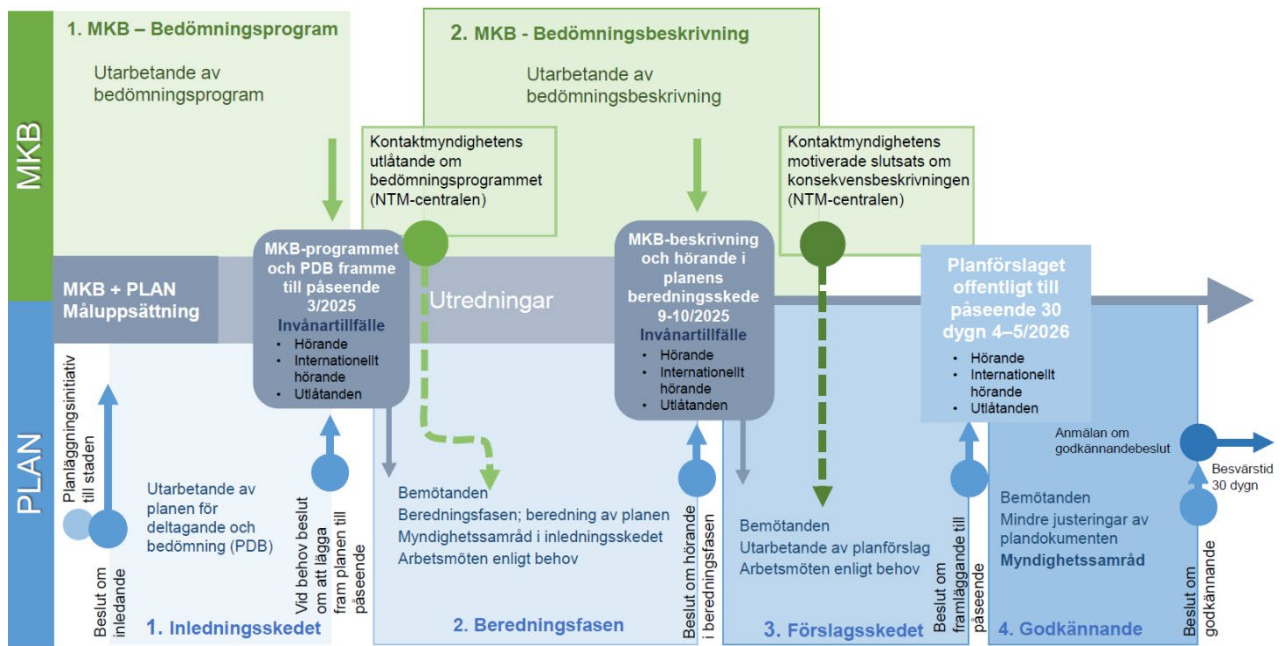 MKB
1. MKB – Bedömningsprogram
Utarbetande av
bedömningsprogram
2. MKB - Bedömningsbeskrivning
Utarbetande av
bedömningsbeskrivning
Kontaktmyndighetens
utlåtande om
bedömningsprogrammet
(NTM-centralen)
Kontaktmyndighetens
motiverade slutsats om
konsekvensbeskrivningen
(NTM-centralen)
MKB + PLAN
Måluppsättning
MKB-programmet
och PDB framme
till påseende
3/2025
Invånartillfälle
• Hörande
• Internationellt
hörande
• Utlåtanden
Utredningar
MKB-beskrivning
och hörande i
planens
beredningsskede
9-10/2025
Invånartillfälle
• Hörande
• Internationellt
hörande
• Utlåtanden
Planförslaget
offentligt till
påseende 30
dygn 4–5/2026
• Hörande
• Internationellt
hörande
• Utlåtanden
PLAN
Planläggningsinitiativ
till staden
Beslut om
inledande
Utarbetande av
planen för
deltagande och
bedömning (PDB)
1. Inledningsskedet
Vid behov beslut
om att lägga
fram planen till
påseende
Bemötanden
Beredningsfasen; beredning av planen
Myndighetssamråd i inledningsskedet
Arbetsmöten enligt behov
2. Beredningsfasen
Beslut om hörande
i beredningsfasen
Bemötanden
Utarbetande av planförslag
Arbetsmöten enligt behov
3. Förslagsskedet
Beslut om
framläggande till
påseende
Anmälan om
godkännandebeslut
Bemötanden
Mindre justeringar av
plandokumenten
Myndighetssamråd
4. Godkännande
Beslut om
godkännande
Besvärstid
30 dygn